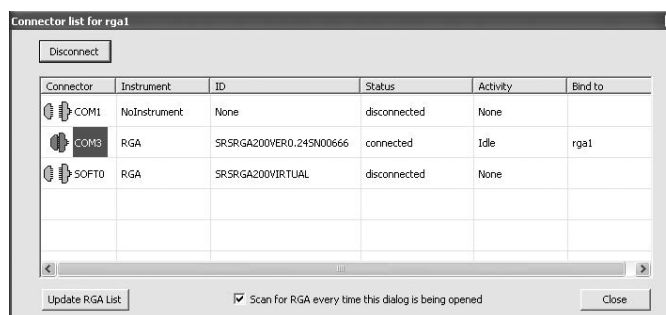 Connector list for rga1
Disconnect
Connector Instrument ID Status Activity Bind to
COM1 NoInstrument None disconnected None
COM3 RGA SRSRGA200VER0.24SN00666 connected Idle rga1
SOFT0 RGA SRSRGA200VIRTUAL disconnected None
Update RGA List Scan for RGA every time this dialog is being opened Close